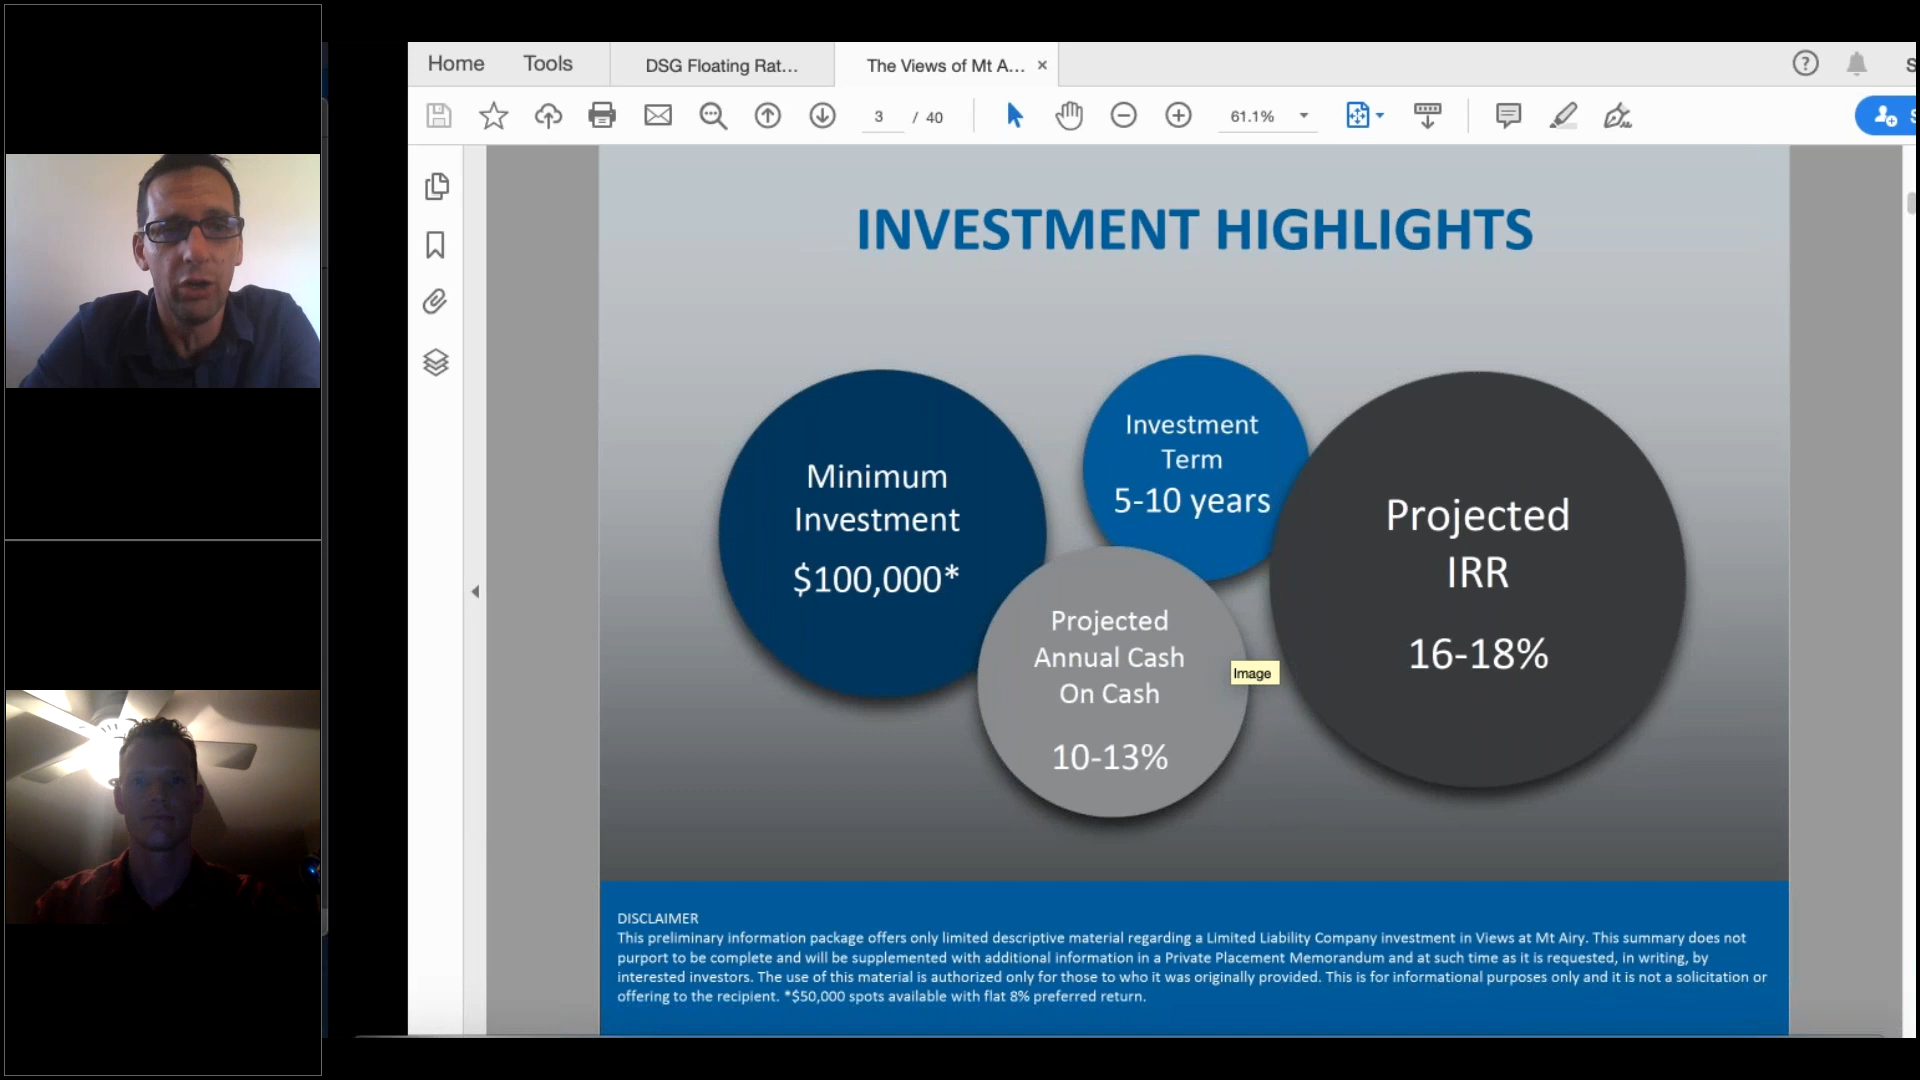 Home
Tools
DSG Floating Rat...
The Views of Mt A...
3 / 40
61.1%
INVESTMENT HIGHLIGHTS
Minimum
Investment
$100,000*
Investment
Term
5-10 years
Projected
Annual Cash
On Cash
10-13%
Image
Projected
IRR
16-18%
DISCLAIMER
This preliminary information package offers only limited descriptive material regarding a Limited Liability Company investment in Views at Mt Airy. This summary does not
purport to be complete and will be supplemented with additional information in a Private Placement Memorandum and at such time as it is requested, in writing, by
interested investors. The use of this material is authorized only for those to who it was originally provided. This is for informational purposes only and it is not a solicitation or
offering to the recipient. *$50,000 spots available with flat 8% preferred return.